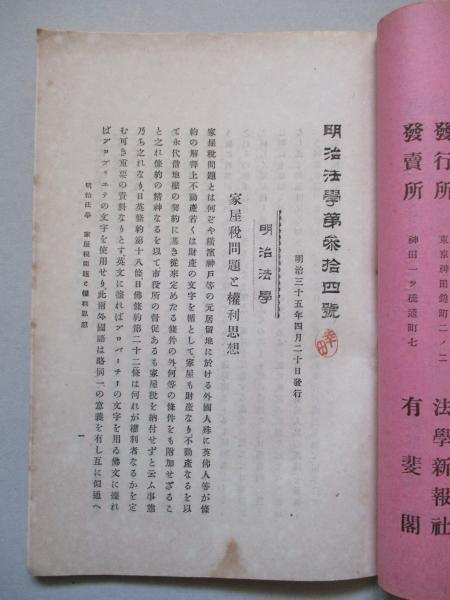 發行所 東京神田錦町二ノ二 法學新報社
發賣所 神田一ツ橋通町七 有斐閣
明治法學第參拾四號
明治三十五年四月二十日發行
明治法學
家屋稅問題と權利思想
家屋稅問題とは何ぞや橫濱神戶等の元居留地に於ける外國人殊に英佛人等が條
約の解釋上不動產若くは財產の文字を楯として家屋も財產なり不動產なるを以
て永代借地權の契約に基き從來定めたる條件の外何等の條件をも附加せざるこ
と之れ條約の精神なるを以て市役所の督促あるも家屋稅を納付せずと云ふ事態
乃ち之れなり日英條約第十八條日佛條約第二十二條は何れが權利者なるかを定
む可き重要の資料なりとす英文に據ればプロパーチーの文字を用ゐ佛文に據れ
ばプロプリエテの文字を使用せり此兩外國語は略同一の意義を有し互に相通へ
明治法學 家屋稅問題と權利思想
一